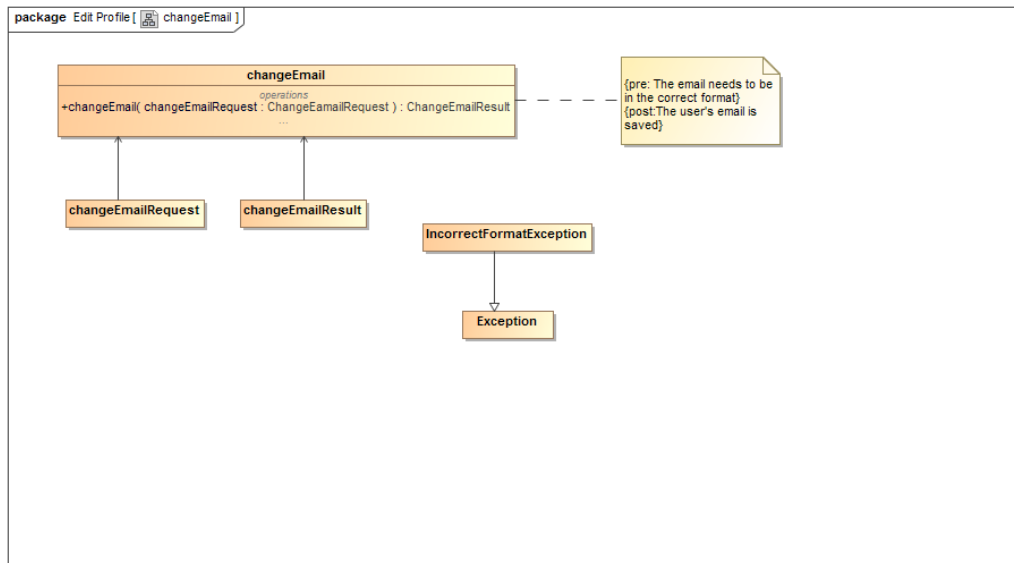 package Edit Profile [ changeEmail ]
changeEmail
operations
+changeEmail( changeEmailRequest : ChangeEamailRequest ) : ChangeEmailResult
...
{pre: The email needs to be
in the correct format}
{post:The user's email is
saved}
changeEmailRequest
changeEmailResult
IncorrectFormatException
Exception